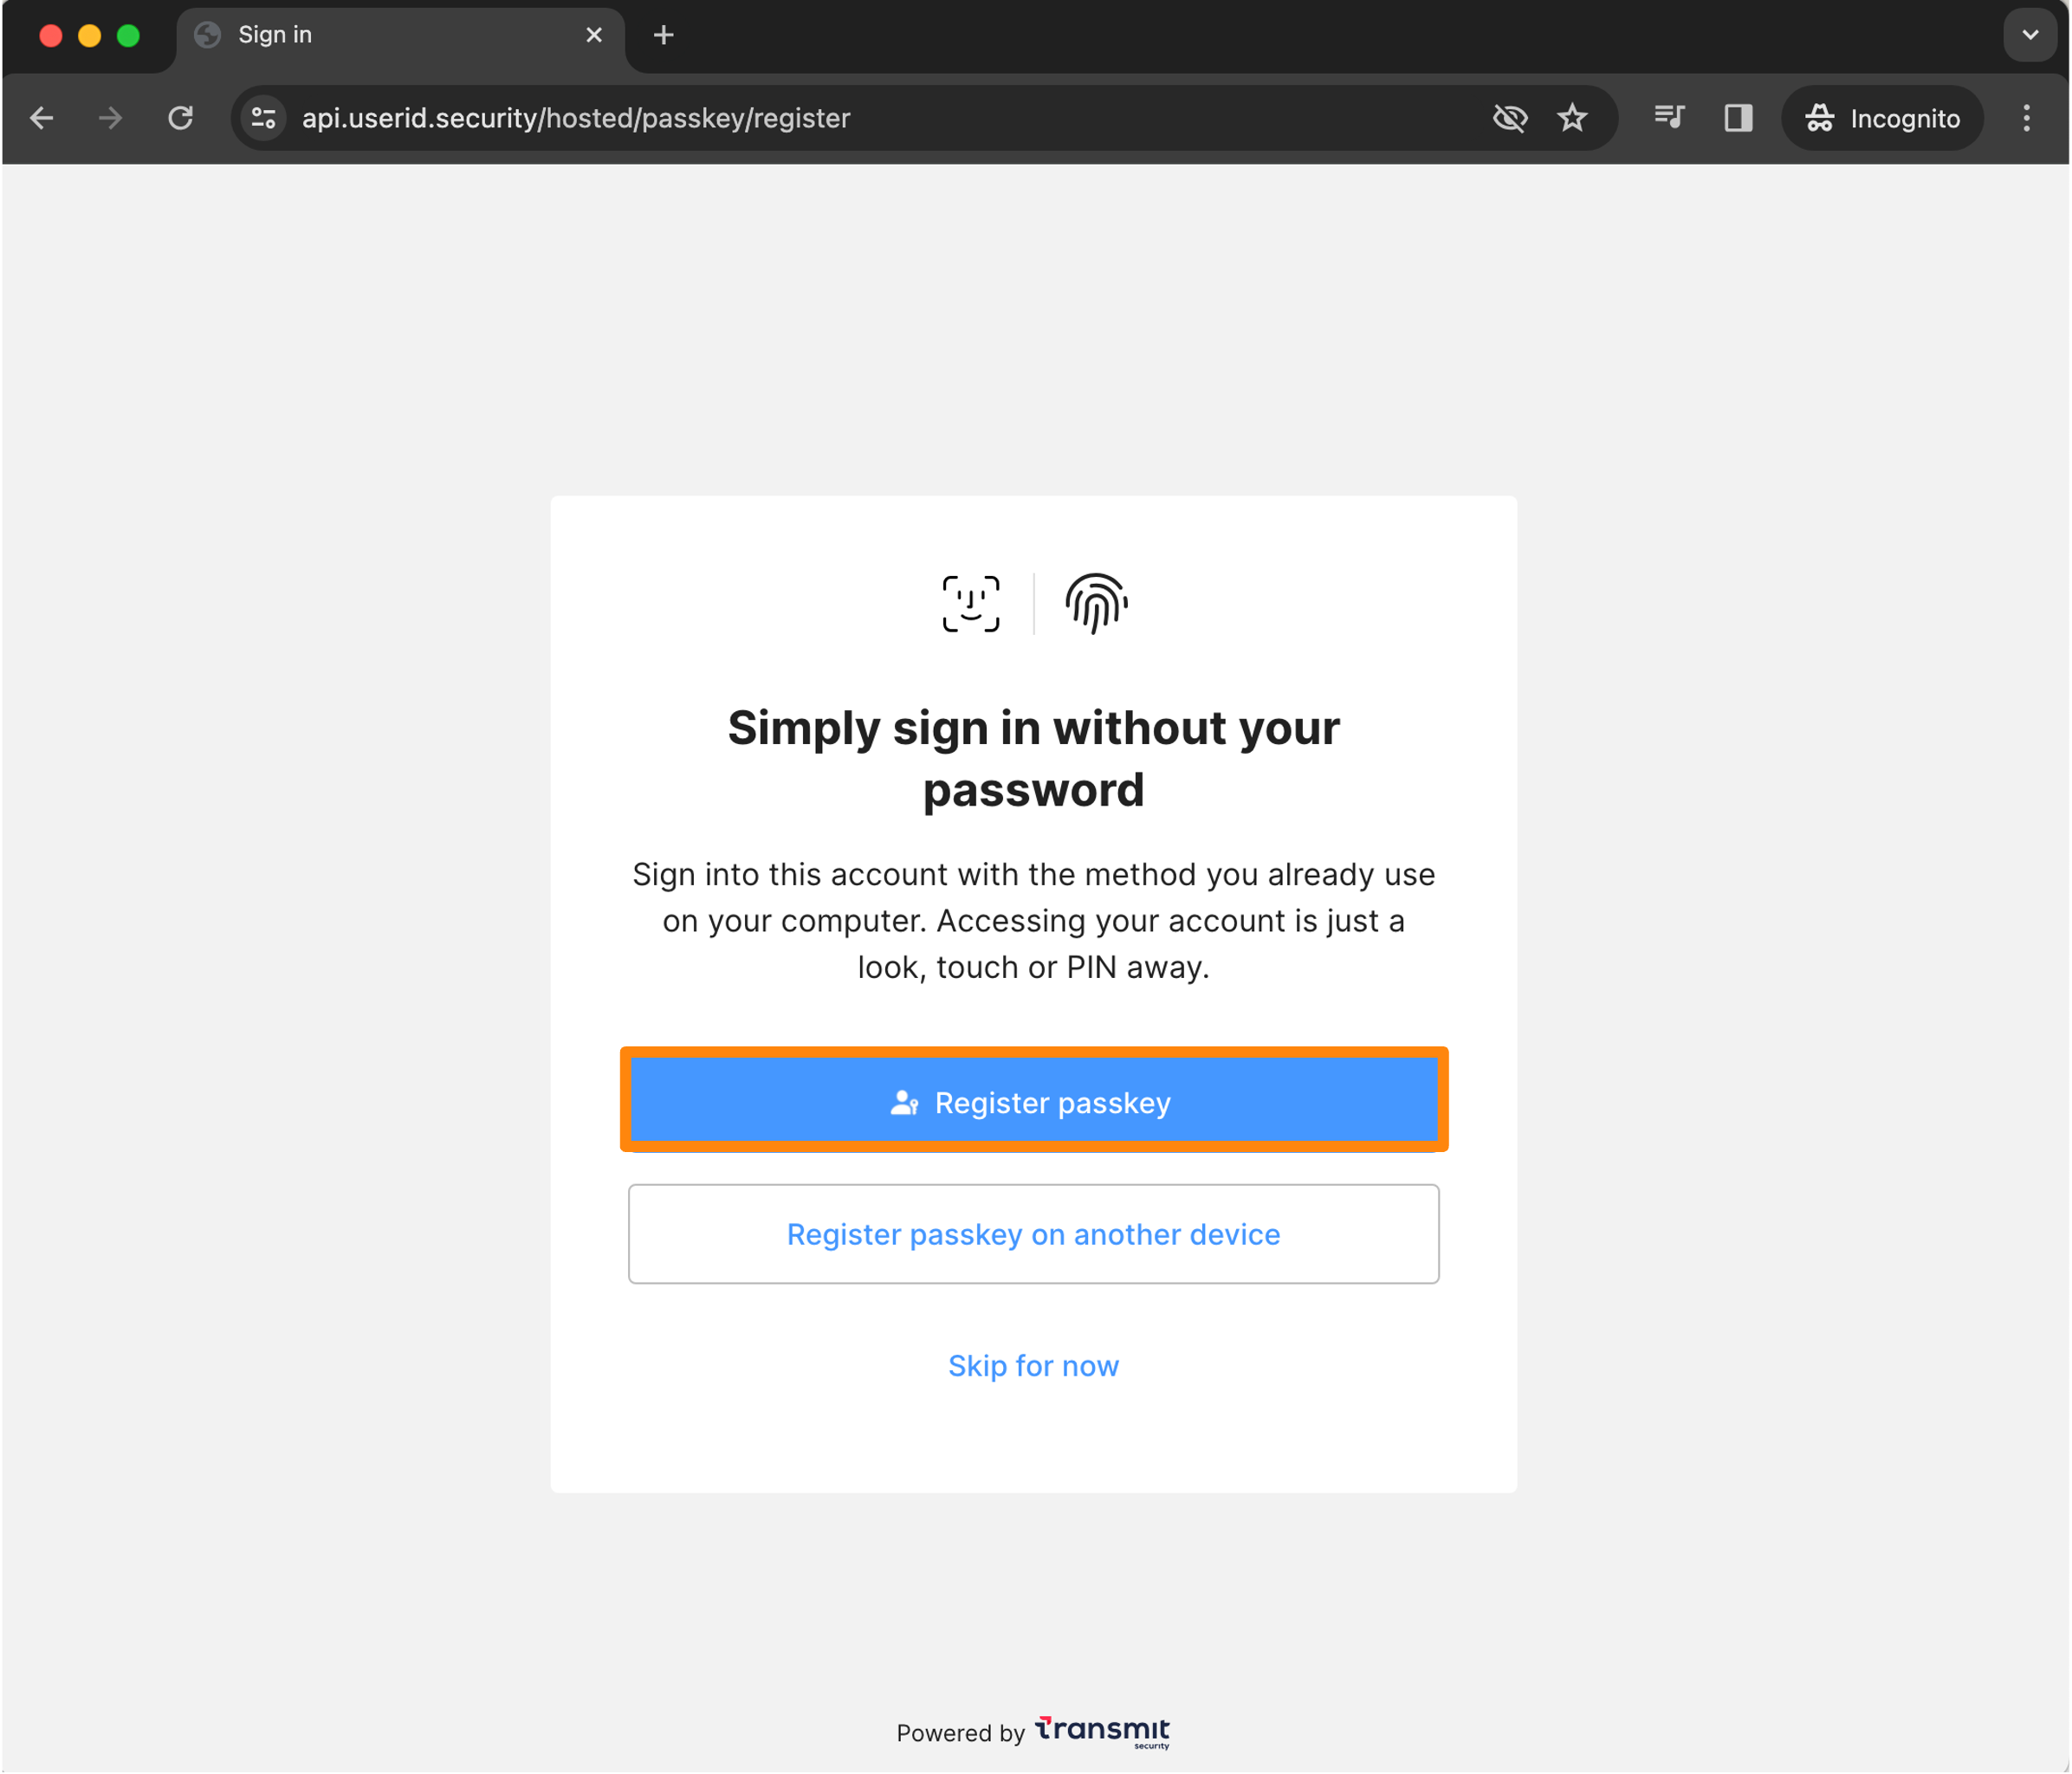 Sign in
api.userid.security/hosted/passkey/register
Incognito
Simply sign in without your
password
Sign into this account with the method you already use
on your computer. Accessing your account is just a
look, touch or PIN away.
Register passkey
Register passkey on another device
Skip for now
Powered by Transmit
security